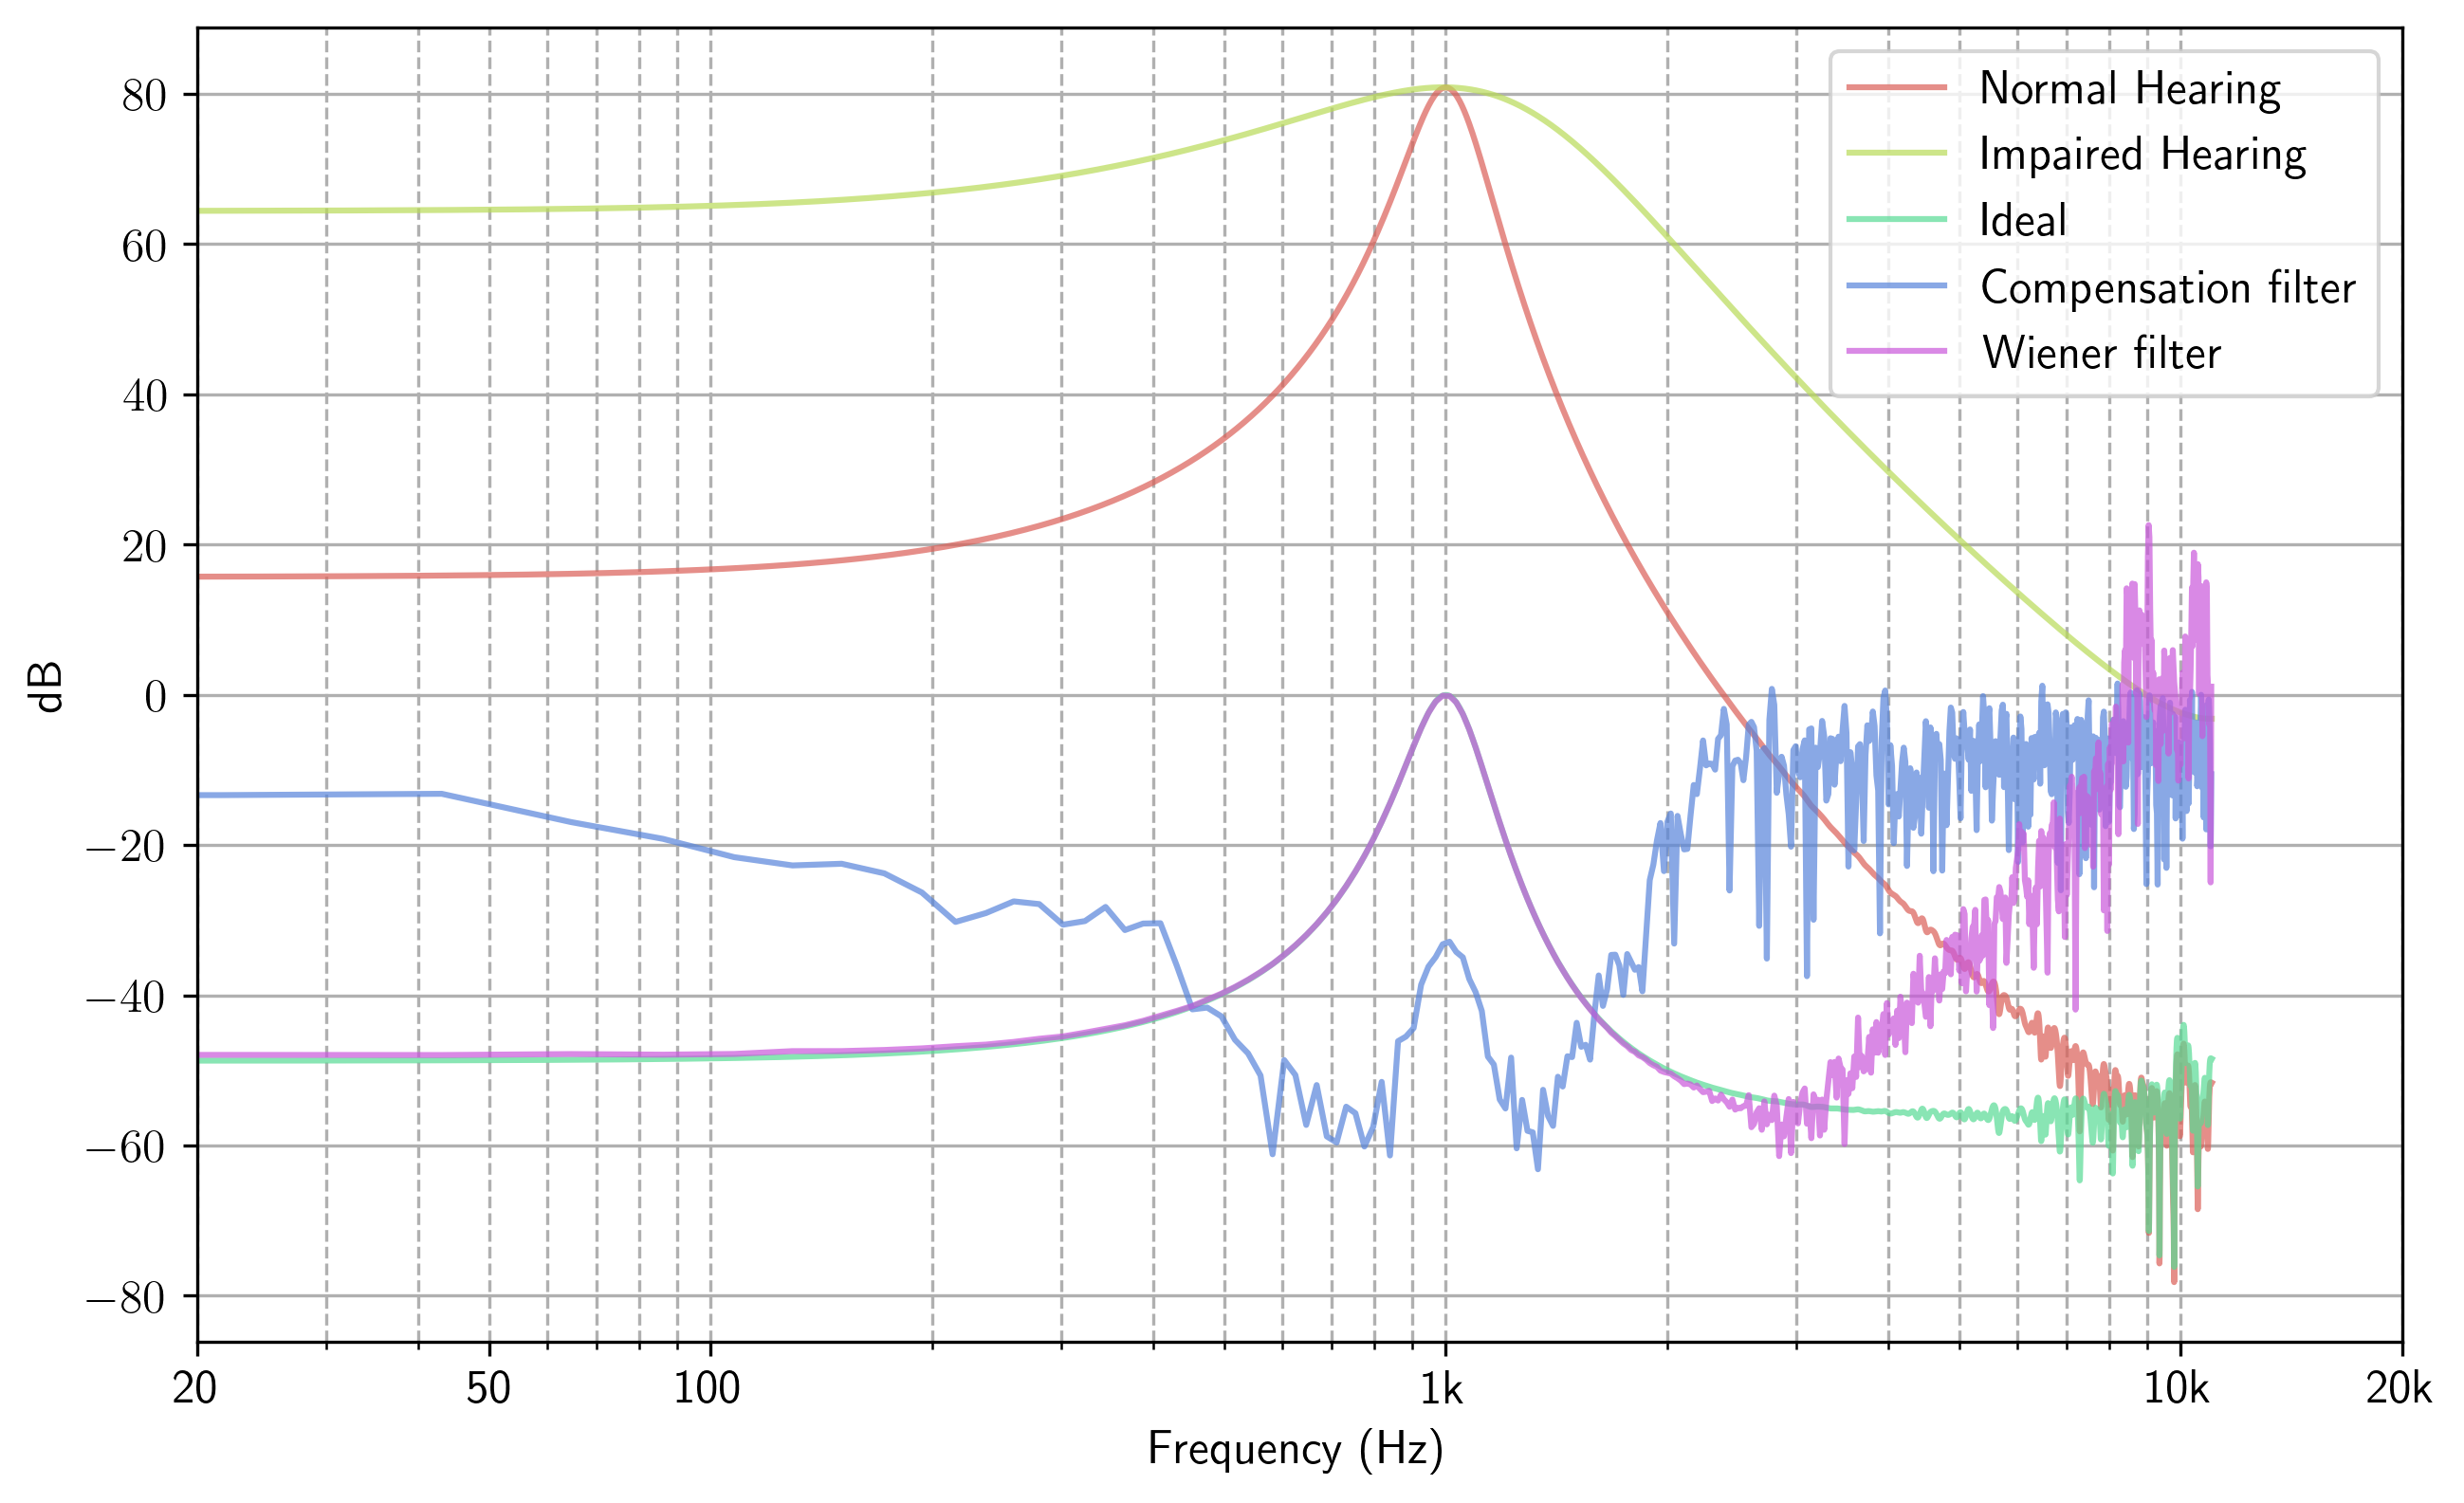 80
60
40
20
0
−20
−40
−60
−80
dB
20
50
100
1k
10k
20k
Frequency (Hz)
Normal Hearing
Impaired Hearing
Ideal
Compensation filter
Wiener filter